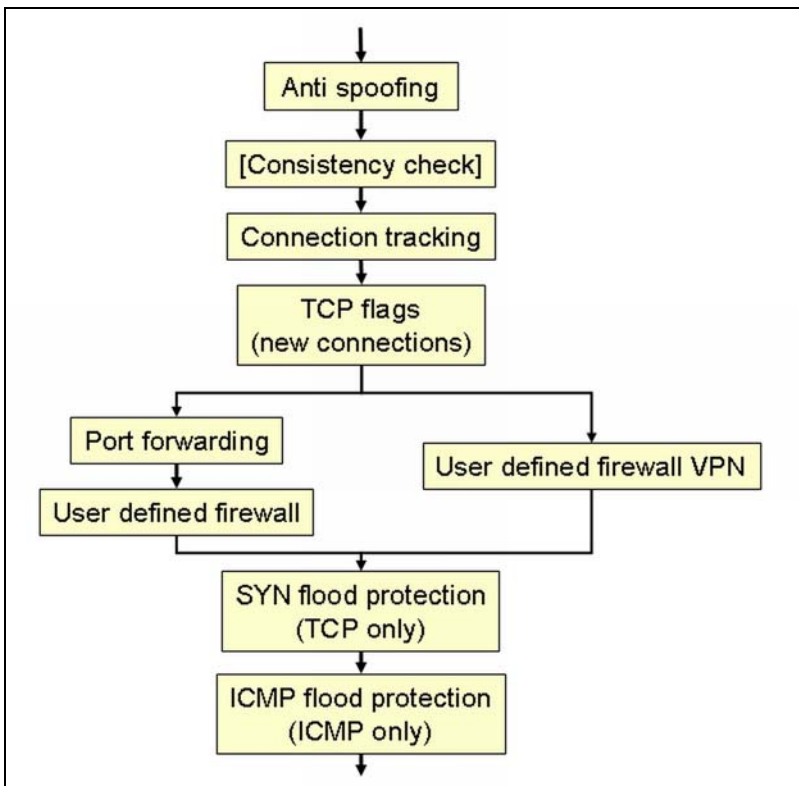 Anti spoofing
[Consistency check]
Connection tracking
TCP flags
(new connections)
Port forwarding
User defined firewall
User defined firewall VPN
SYN flood protection
(TCP only)
ICMP flood protection
(ICMP only)